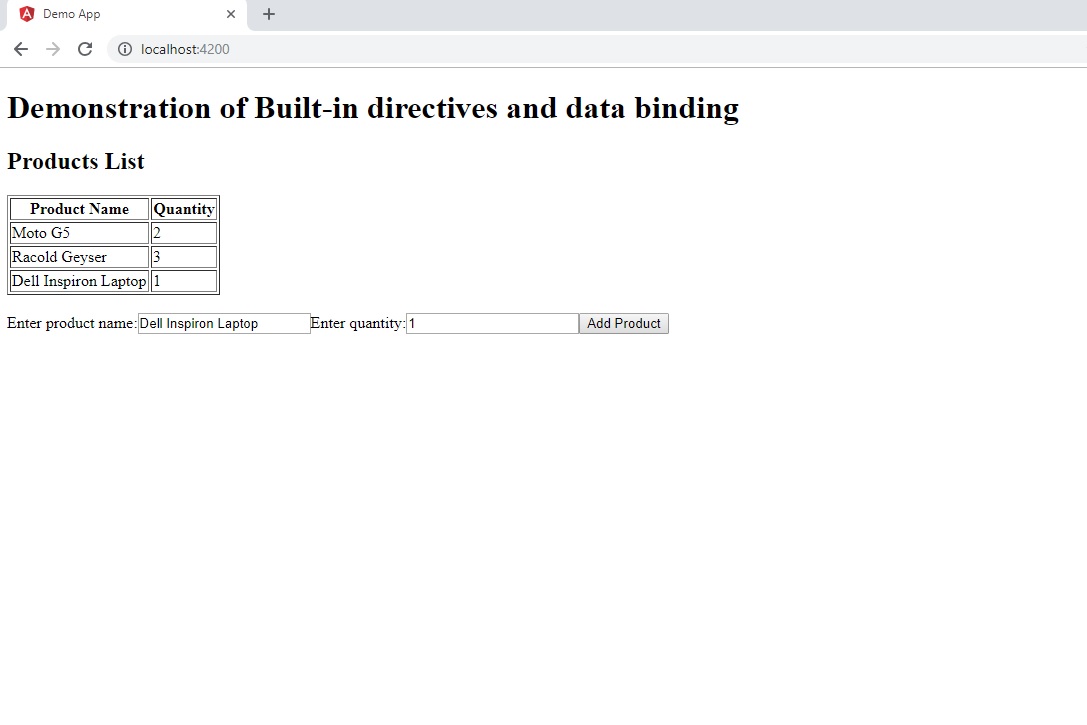 Demo App
localhost:4200
Demonstration of Built-in directives and data binding
Products List
Product Name Quantity
Moto G5 2
Racold Geyser 3
Dell Inspiron Laptop 1
Enter product name: Dell Inspiron Laptop Enter quantity: 1 Add Product